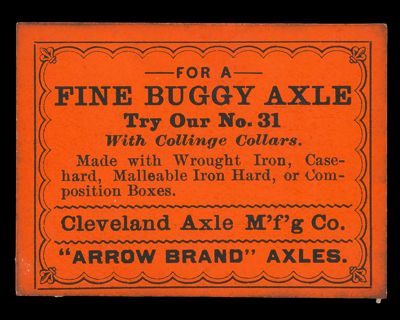 —FOR A—
FINE BUGGY AXLE
Try Our No. 31
With Collinge Collars.
Made with Wrought Iron, Case-
hard, Malleable Iron Hard, or Com-
position Boxes.
Cleveland Axle M'f'g Co.
"ARROW BRAND" AXLES.